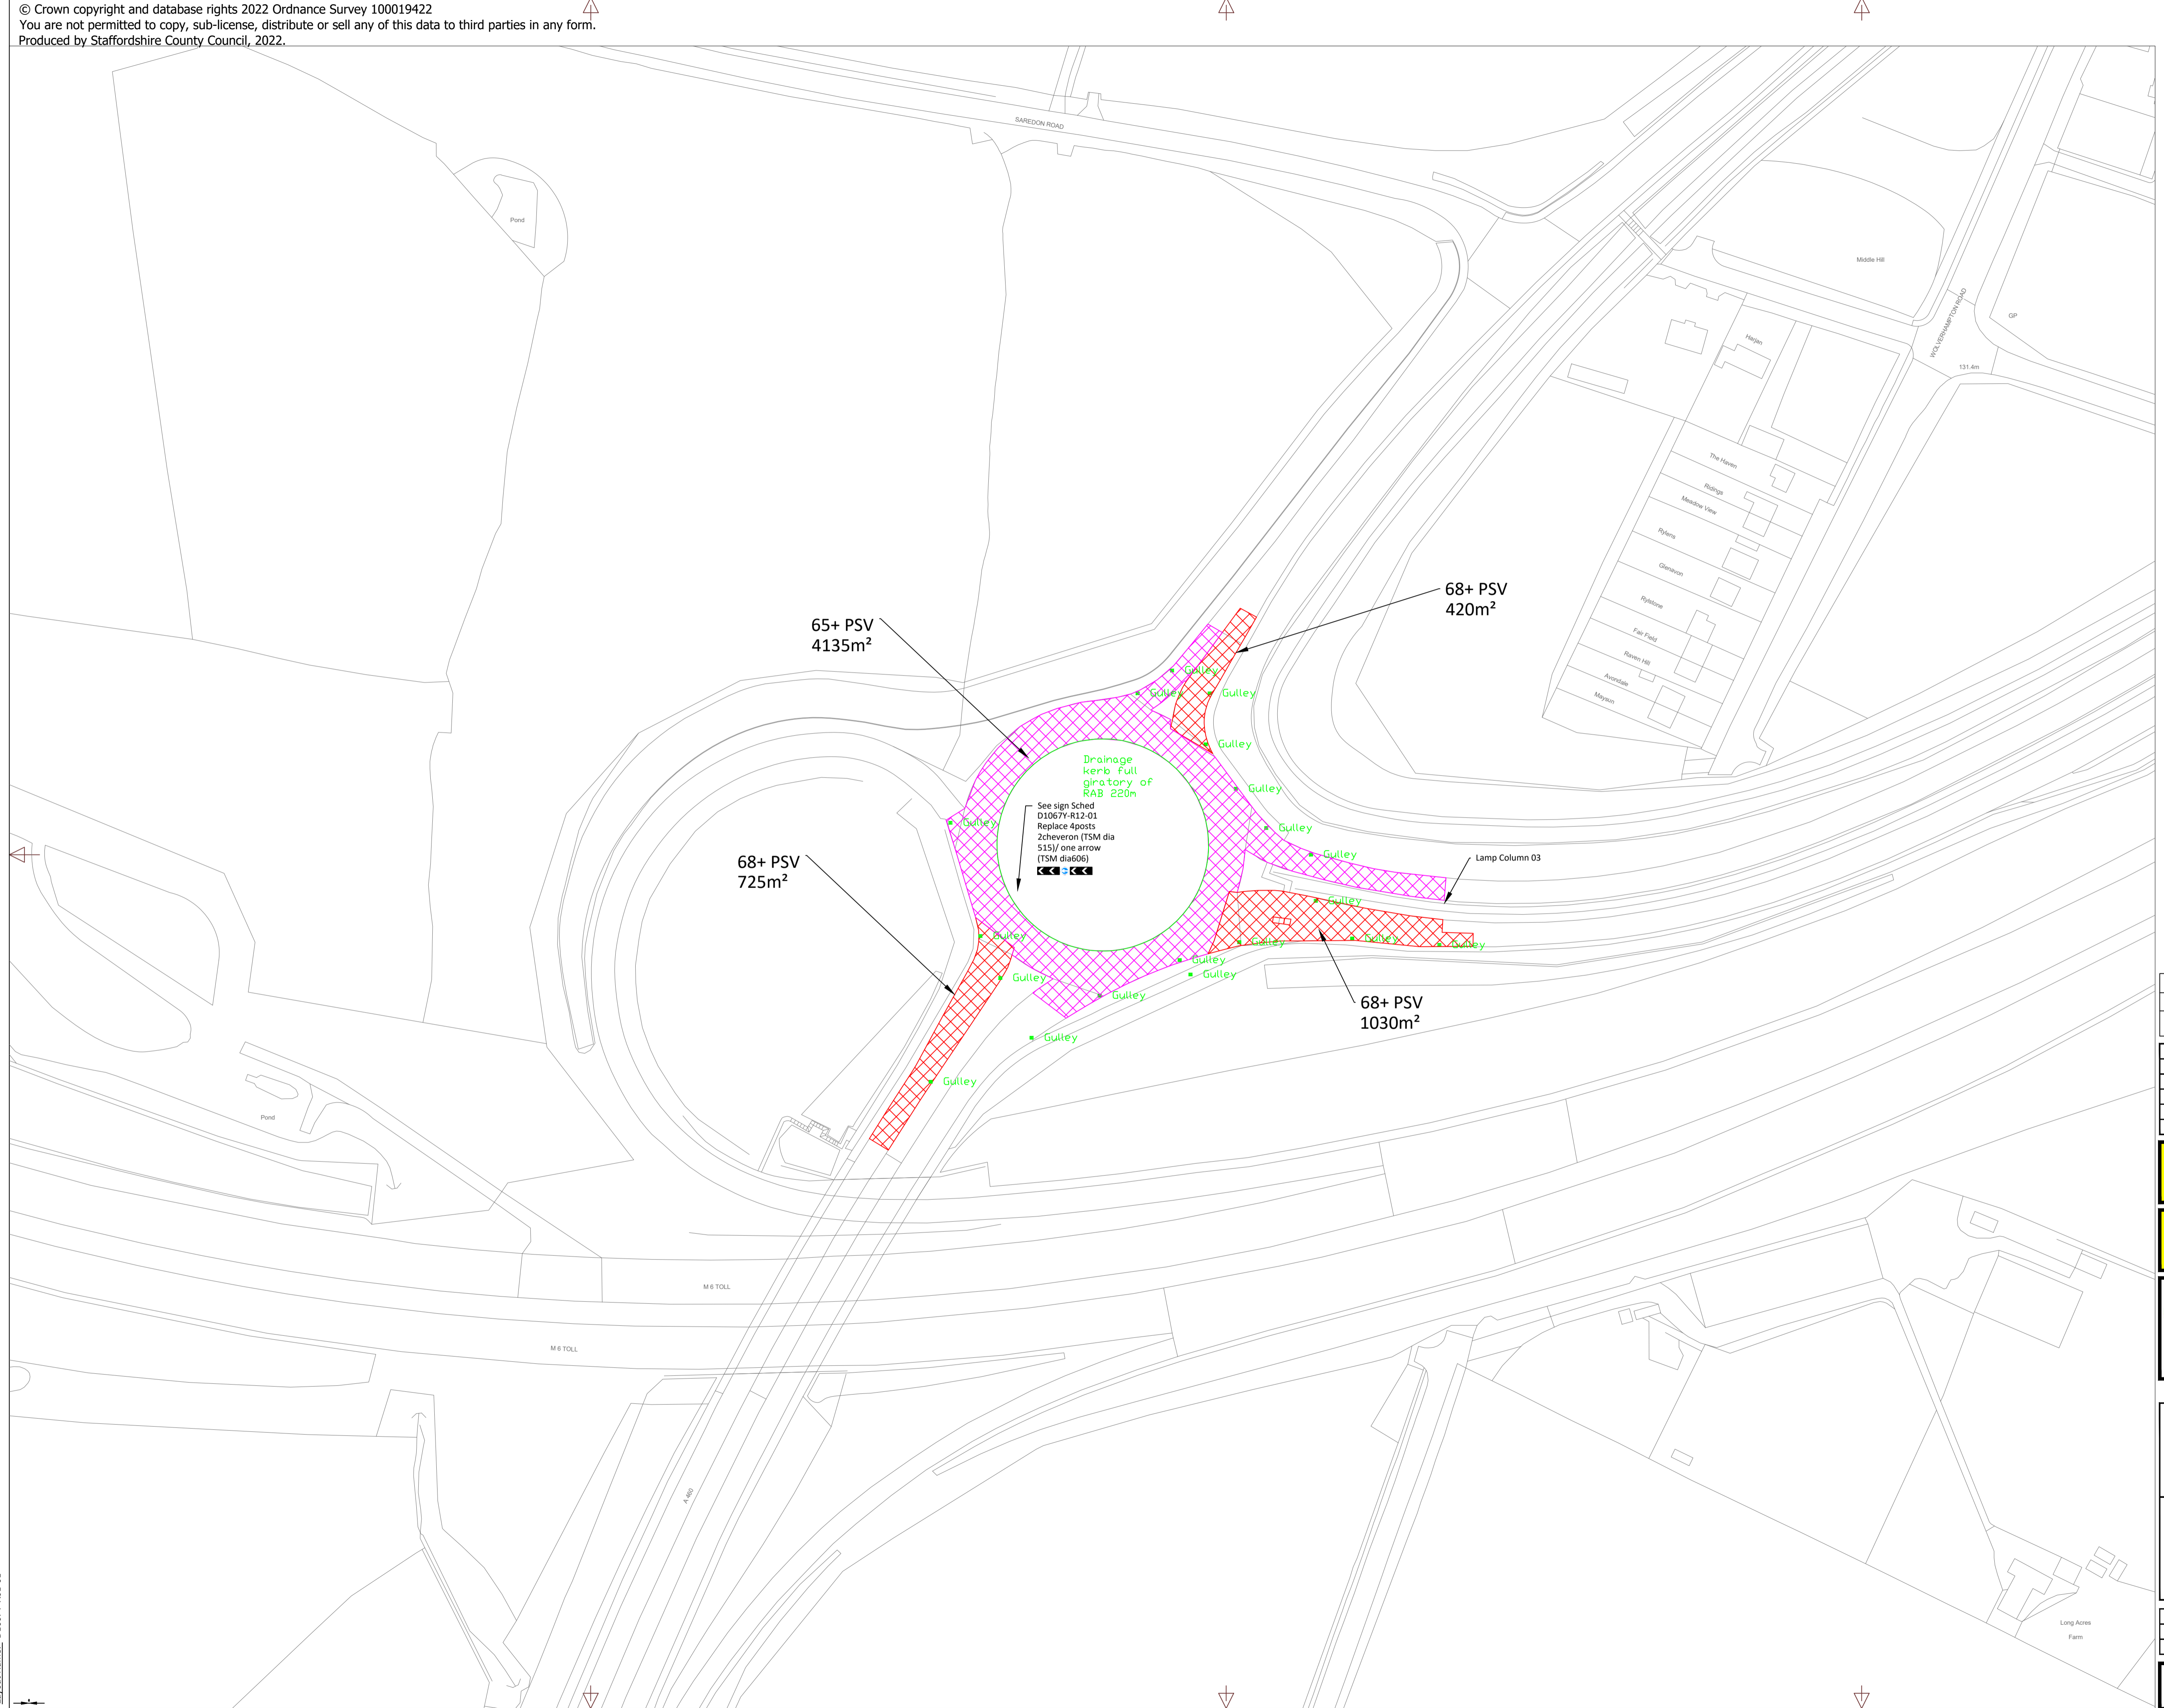 © Crown copyright and database rights 2022 Ordnance Survey 100019422
You are not permitted to copy, sub-license, distribute or sell any of this data to third parties in any form.
Produced by Staffordshire County Council, 2022.
SAREDON ROAD
Pond
Middle Hill
WOLVERHAMPTON ROAD
GP
Harjan
131.4m
The Haven
Ridings
Meadow View
Rylens
Glenavon
Rylstone
Fair Field
Raven Hill
Avondale
Maysun
68+ PSV
420m²
65+ PSV
4135m²
Gulley
Gulley
Gulley
Gulley
Drainage
kerb full
giratory of
RAB 220m
Gulley
See sign Sched
D1067Y-R12-01
Replace 4posts
2cheveron (TSM dia
515)/ one arrow
(TSM dia606)
Gulley
Gulley
Gulley
Lamp Column 03
68+ PSV
725m²
Gulley
Gulley
Gulley
Gulley
Gulley
Gulley
Gulley
Gulley
Gulley
68+ PSV
1030m²
Gulley
Gulley
Pond
M 6 TOLL
M 6 TOLL
A 460
Long Acres
Farm